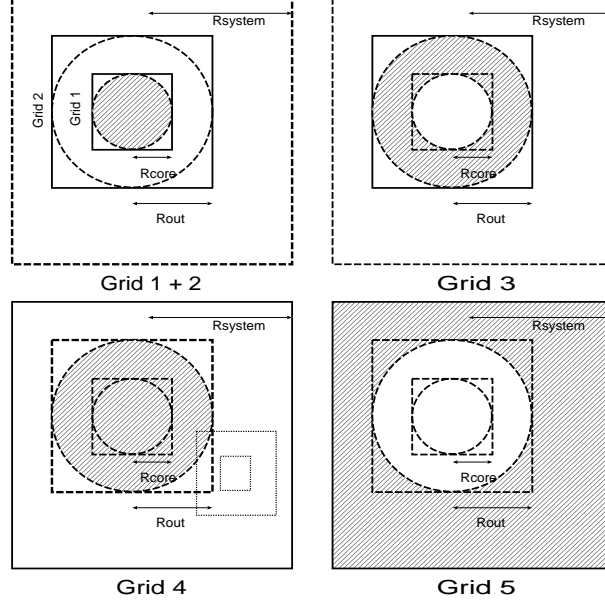 Rsystem
Grid 2
Grid 1
Rcore
Rout
Grid 1 + 2
Rsystem
Rcore
Rout
Grid 3
Rsystem
Rcore
Rout
Grid 4
Rsystem
Rcore
Rout
Grid 5